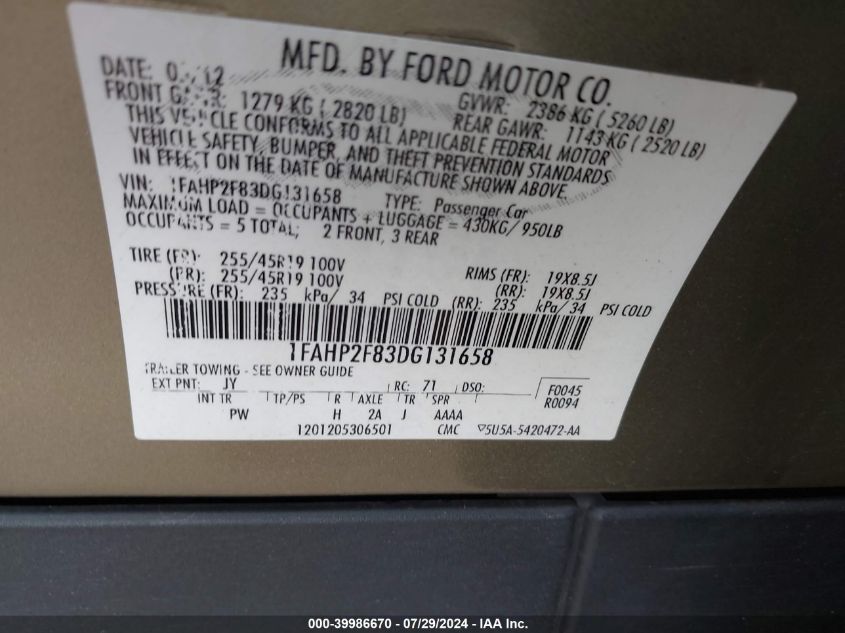 MFD. BY FORD MOTOR CO.
DATE: 12
FRONT 1279 KG ( 2820 LB)
GVWR: 2386 KG ( 5260 LB)
REAR GAWR: 1143 KG ( 2520 LB)
THIS VEHICLE CONFORMS TO ALL APPLICABLE FEDERAL MOTOR
VEHICLE SAFETY, BUMPER, AND THEFT PREVENTION STANDARDS
IN EFFECT ON THE DATE OF MANUFACTURE SHOWN ABOVE.
VIN: 1FAHP2F83DG131658 TYPE: Passenger Car
MAXIMUM LOAD = OCCUPANTS + LUGGAGE = 430KG/ 950LB
OCCUPANTS = 5 TOTAL; 2 FRONT, 3 REAR
TIRE (FR): 255/45R19 100V RIMS (FR): 19X8.5J
(RR): 255/45R19 100V (RR): 19X8.5J
PRESSURE (FR): 235 kPa/ 34 PSI COLD (RR): 235 kPa/34 PSI COLD
1FAHP2F83DG131658
TRAILER TOWING - SEE OWNER GUIDE
EXT PNT: JY RC: 71 DSO: F0045
INT TR TP/PS R AXLE TR SPR R0094
PW H 2A J AAAA
1201205306501 CMC ▽5U5A-5420472-AA
000-39986670 - 07/29/2024 - IAA Inc.